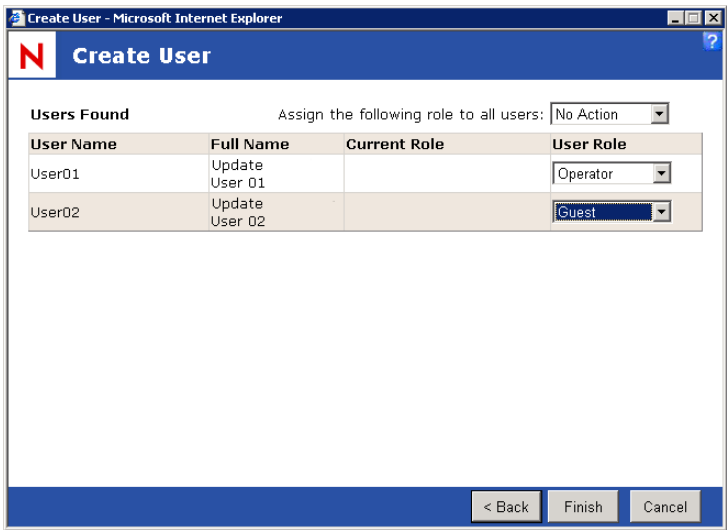 Create User - Microsoft Internet Explorer
N Create User
?
Users Found Assign the following role to all users: No Action
User Name Full Name Current Role User Role
User01 Update User 01 Operator
User02 Update User 02 Guest
< Back Finish Cancel